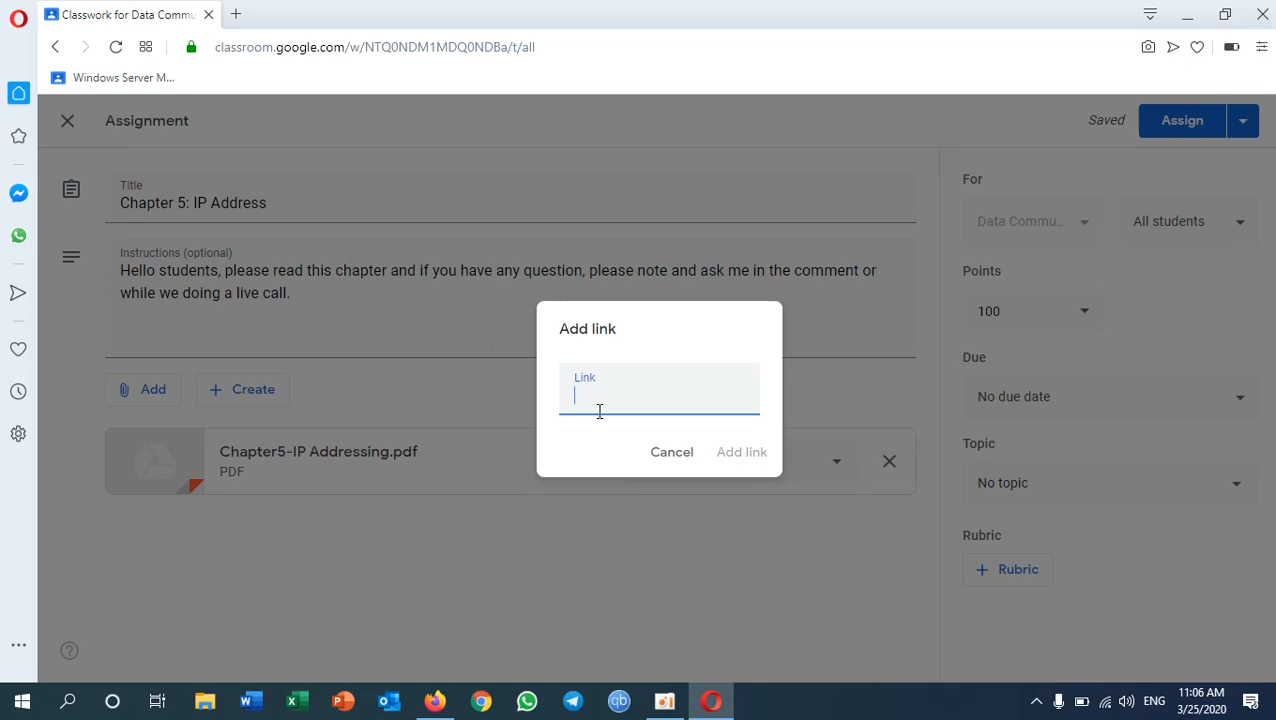 Classwork for Data Commu
classroom.google.com/w/NTQ0NDM1MDQ0NDBa/t/all
Windows Server M...
Assignment
Saved
Assign
Title
Chapter 5: IP Address
Instructions (optional)
Hello students, please read this chapter and if you have any question, please note and ask me in the comment or
while we doing a live call.
Add
Create
Chapter5-IP Addressing.pdf
PDF
Add link
Link
Cancel
Add link
For
Data Commu...
All students
Points
100
Due
No due date
Topic
No topic
Rubric
Rubric
ENG
11:06 AM
3/25/2020